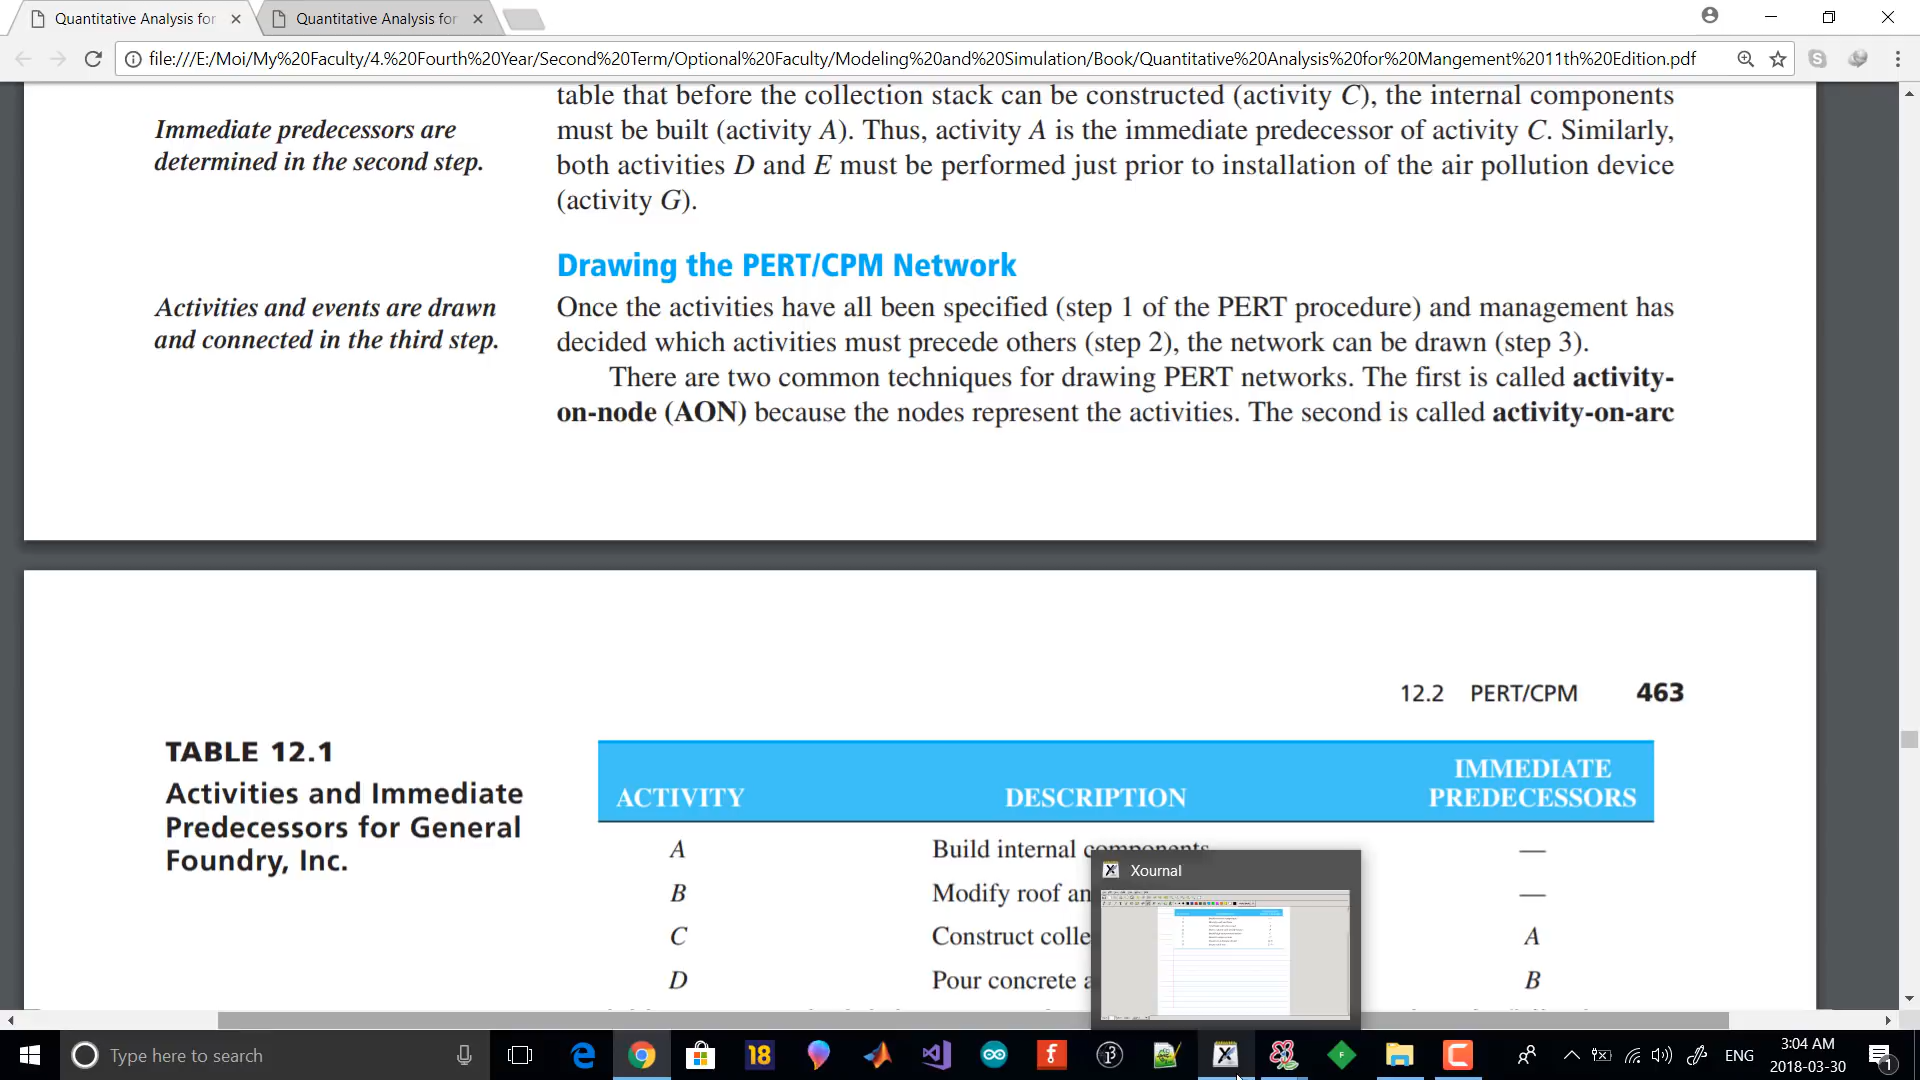 Quantitative Analysis for
Quantitative Analysis for
file:///E:/Moi/My%20Faculty/4.%20Fourth%20Year/Second%20Term/Optional%20Faculty/Modeling%20and%20Simulation/Book/Quantitative%20Analysis%20for%20Mangement%2011th%20Edition.pdf
table that before the collection stack can be constructed (activity C), the internal components
must be built (activity A). Thus, activity A is the immediate predecessor of activity C. Similarly,
both activities D and E must be performed just prior to installation of the air pollution device
(activity G).
Immediate predecessors are
determined in the second step.
Drawing the PERT/CPM Network
Activities and events are drawn
and connected in the third step.
Once the activities have all been specified (step 1 of the PERT procedure) and management has
decided which activities must precede others (step 2), the network can be drawn (step 3).
There are two common techniques for drawing PERT networks. The first is called activity-
on-node (AON) because the nodes represent the activities. The second is called activity-on-arc
12.2 PERT/CPM 463
TABLE 12.1
Activities and Immediate
Predecessors for General
Foundry, Inc.
ACTIVITY DESCRIPTION IMMEDIATE PREDECESSORS
A Build internal components —
B Modify roof an —
C Construct colle A
D Pour concrete a B
Xournal
Type here to search
18
ENG
3:04 AM
2018-03-30
1